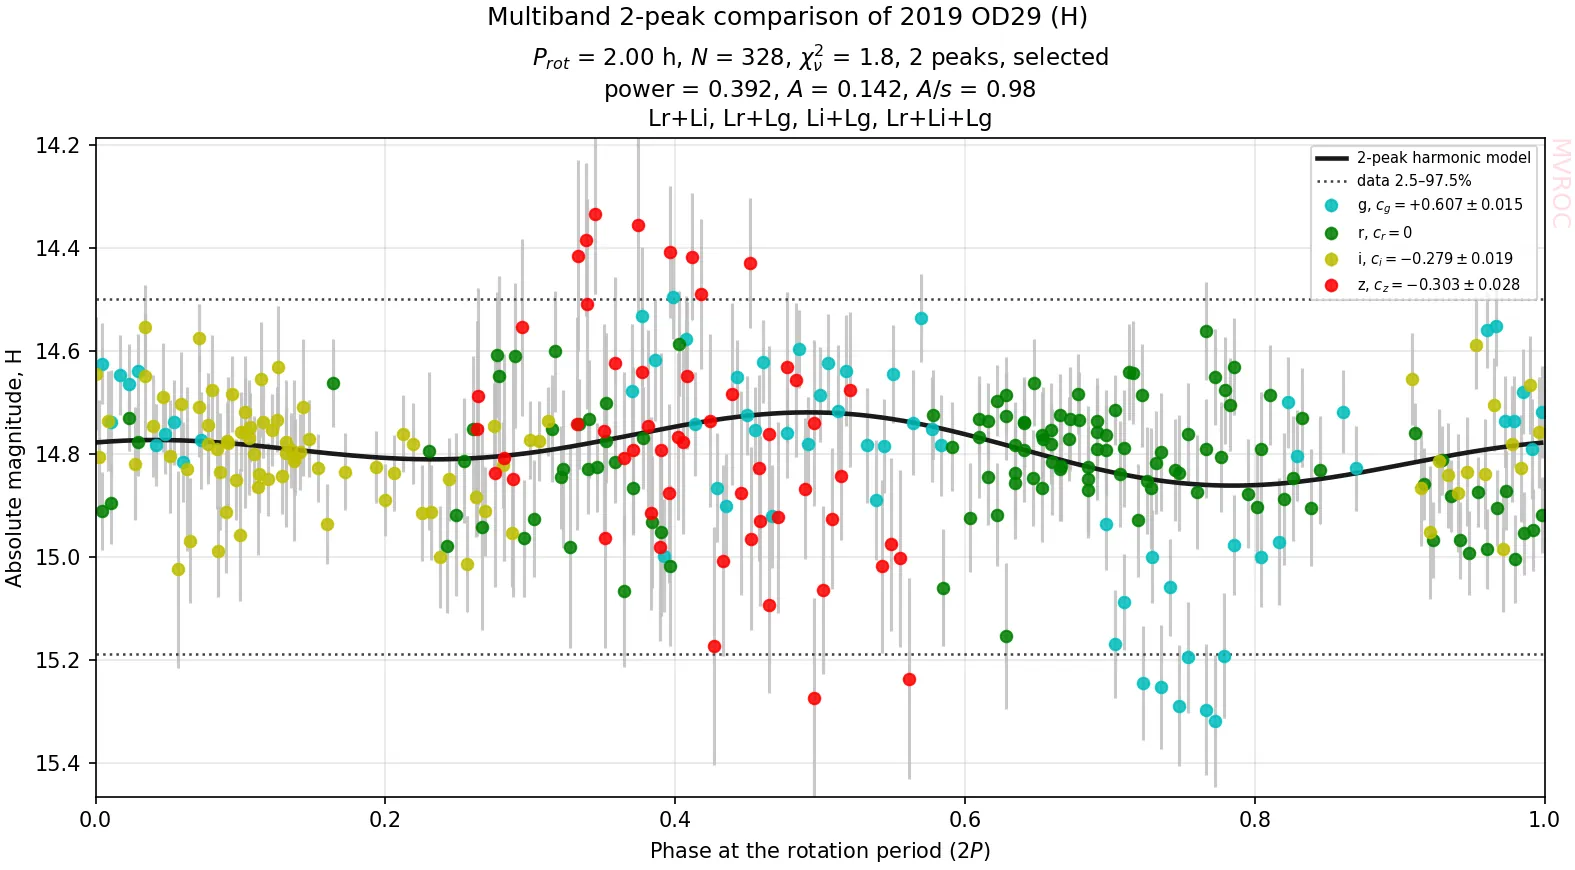 Multiband 2-peak comparison of 2019 OD29 (H)
P_rot = 2.00 h, N = 328, χ²_ν = 1.8, 2 peaks, selected
power = 0.392, A = 0.142, A/s = 0.98
Lr+Li, Lr+Lg, Li+Lg, Lr+Li+Lg
MVROC
2-peak harmonic model
data 2.5–97.5%
g, c_g = +0.607 ± 0.015
r, c_r = 0
i, c_i = −0.279 ± 0.019
z, c_z = −0.303 ± 0.028
Absolute magnitude, H
14.2
14.4
14.6
14.8
15.0
15.2
15.4
0.0 0.2 0.4 0.6 0.8 1.0
Phase at the rotation period (2P)